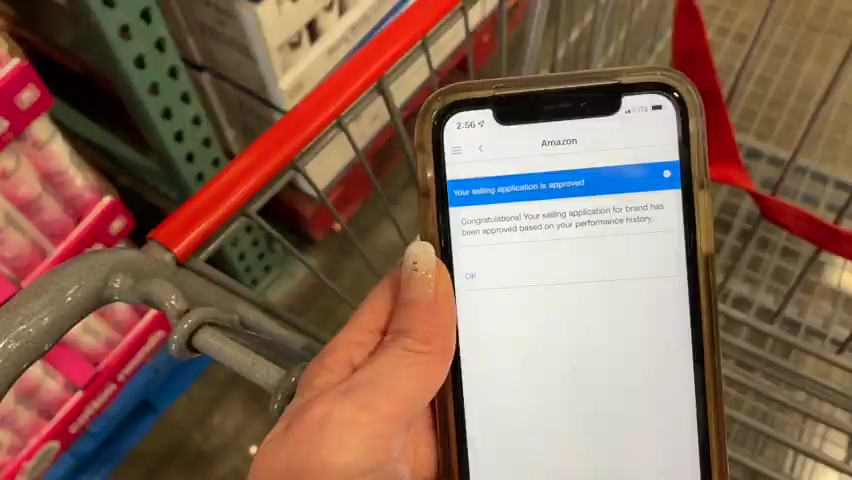 2:56
LTE
Amazon
Your selling application is approved
Congratulations! Your selling application for brand has
been approved based on your performance history.
OK